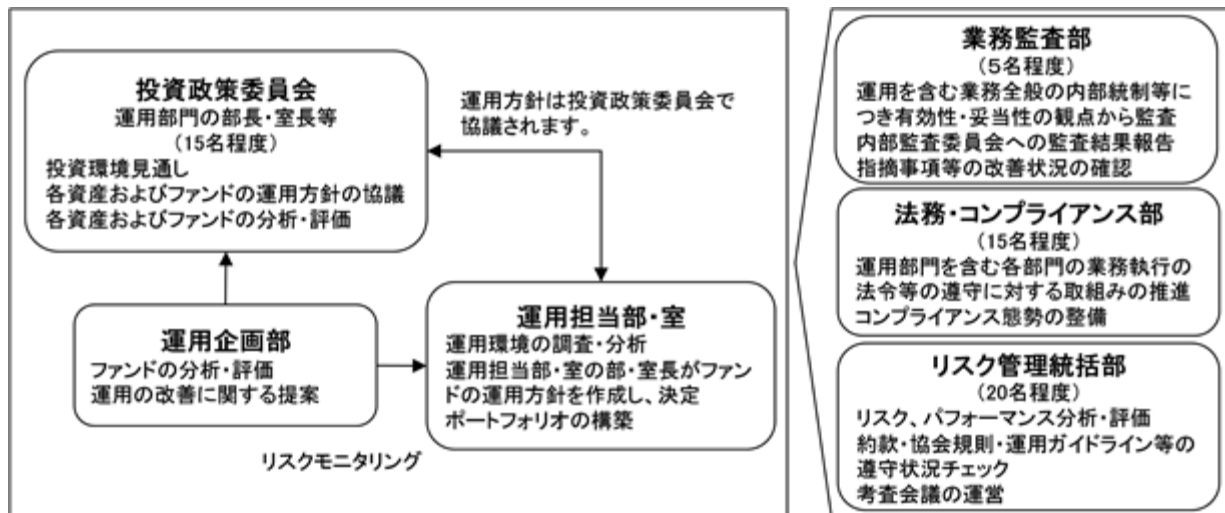 投資政策委員会
運用部門の部長・室長等
(15名程度)
投資環境見通し
各資産およびファンドの運用方針の協議
各資産およびファンドの分析・評価
運用方針は投資政策委員会で
協議されます。
運用企画部
ファンドの分析・評価
運用の改善に関する提案
運用担当部・室
運用環境の調査・分析
運用担当部・室の部・室長がファン
ドの運用方針を作成し、決定
ポートフォリオの構築
リスクモニタリング
業務監査部
(5名程度)
運用を含む業務全般の内部統制等に
つき有効性・妥当性の観点から監査
内部監査委員会への監査結果報告
指摘事項等の改善状況の確認
法務・コンプライアンス部
(15名程度)
運用部門を含む各部門の業務執行の
法令等の遵守に対する取組みの推進
コンプライアンス態勢の整備
リスク管理統括部
(20名程度)
リスク、パフォーマンス分析・評価
約款・協会規則・運用ガイドライン等の
遵守状況チェック
考査会議の運営